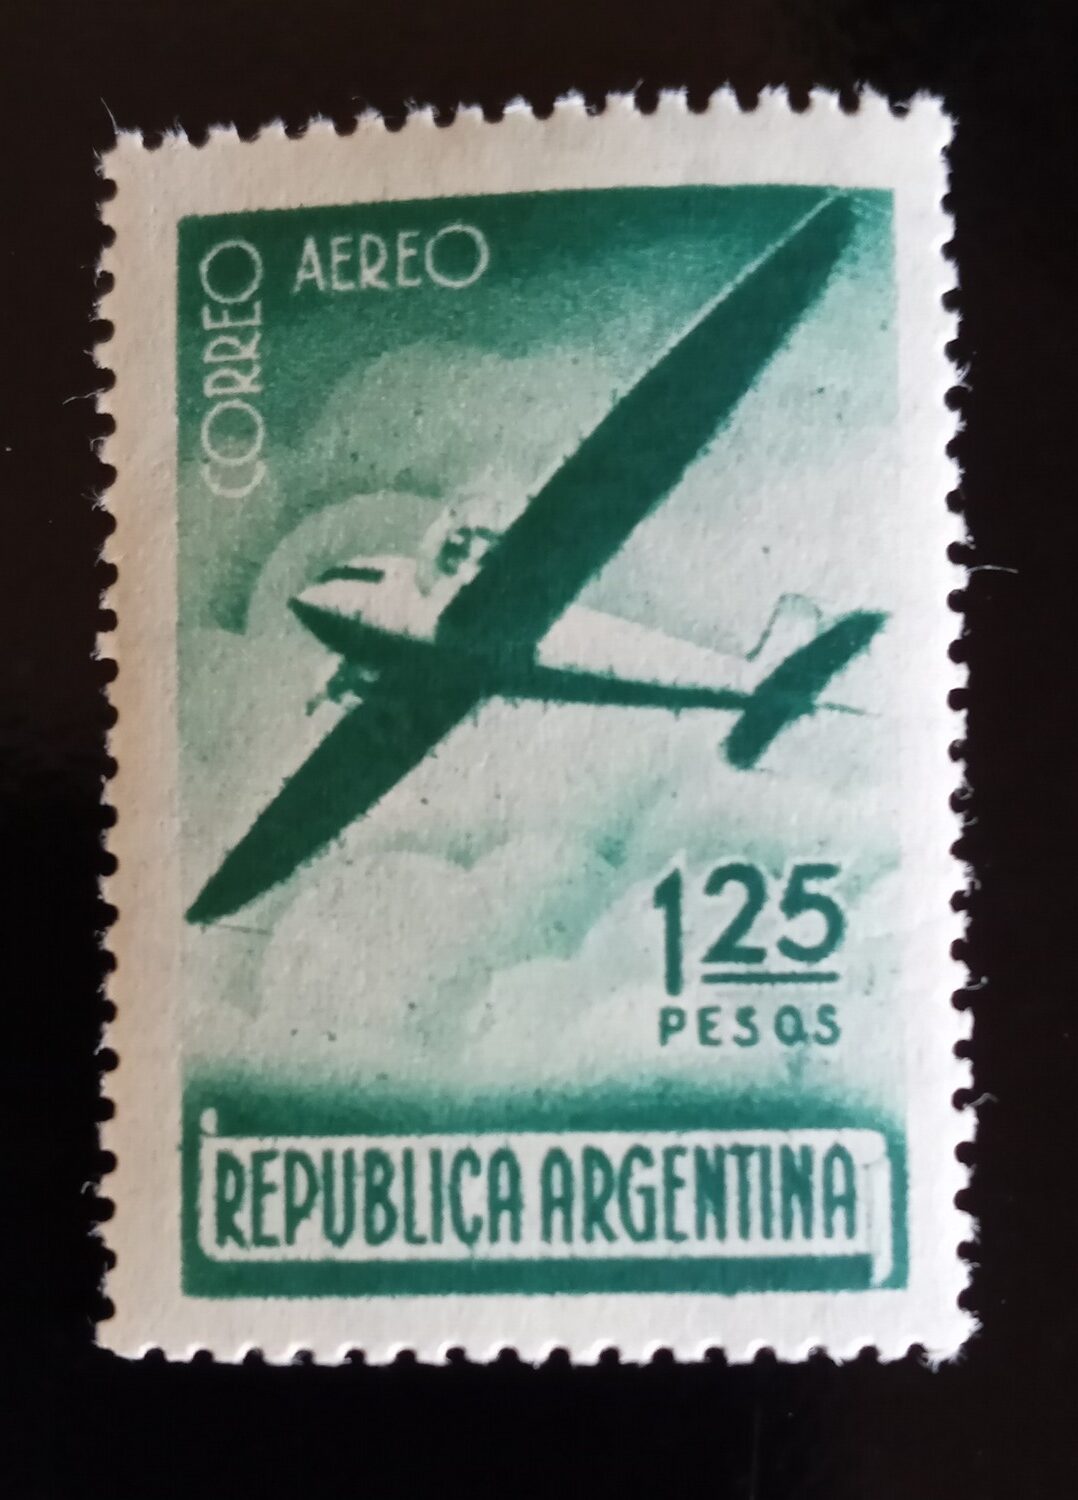 CORREO AEREO
1 25
PESOS
REPUBLICA ARGENTINA